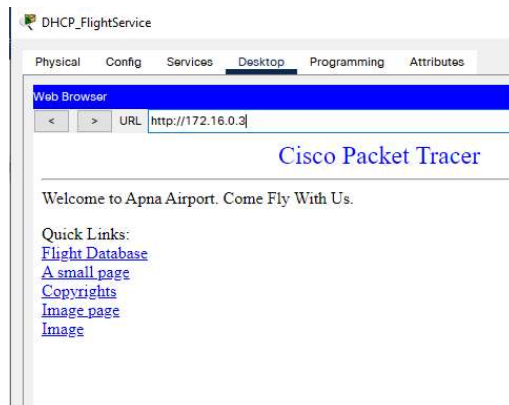 DHCP_FlightService
Physical Config Services Desktop Programming Attributes
Web Browser
< > URL http://172.16.0.3
Cisco Packet Tracer
Welcome to Apna Airport. Come Fly With Us.
Quick Links:
Flight Database
A small page
Copyrights
Image page
Image